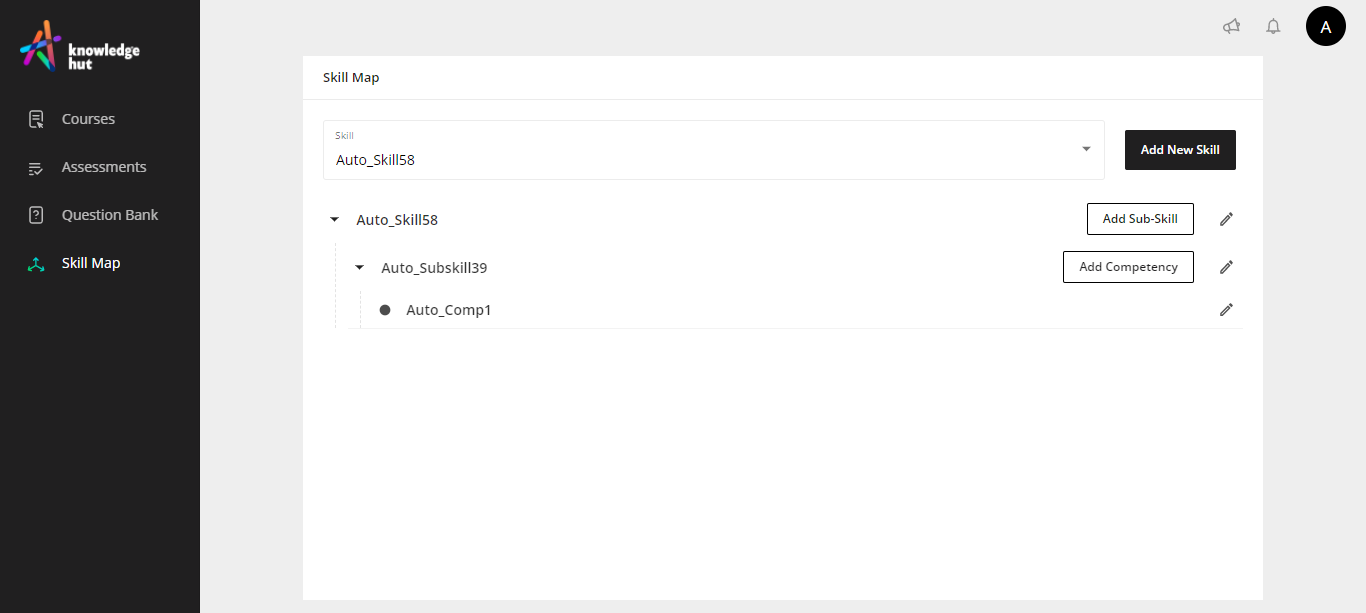 knowledge
hut
A
Courses
Assessments
Question Bank
Skill Map
Skill Map
Skill
Auto_Skill58
Add New Skill
Auto_Skill58
Add Sub-Skill
Auto_Subskill39
Add Competency
Auto_Comp1